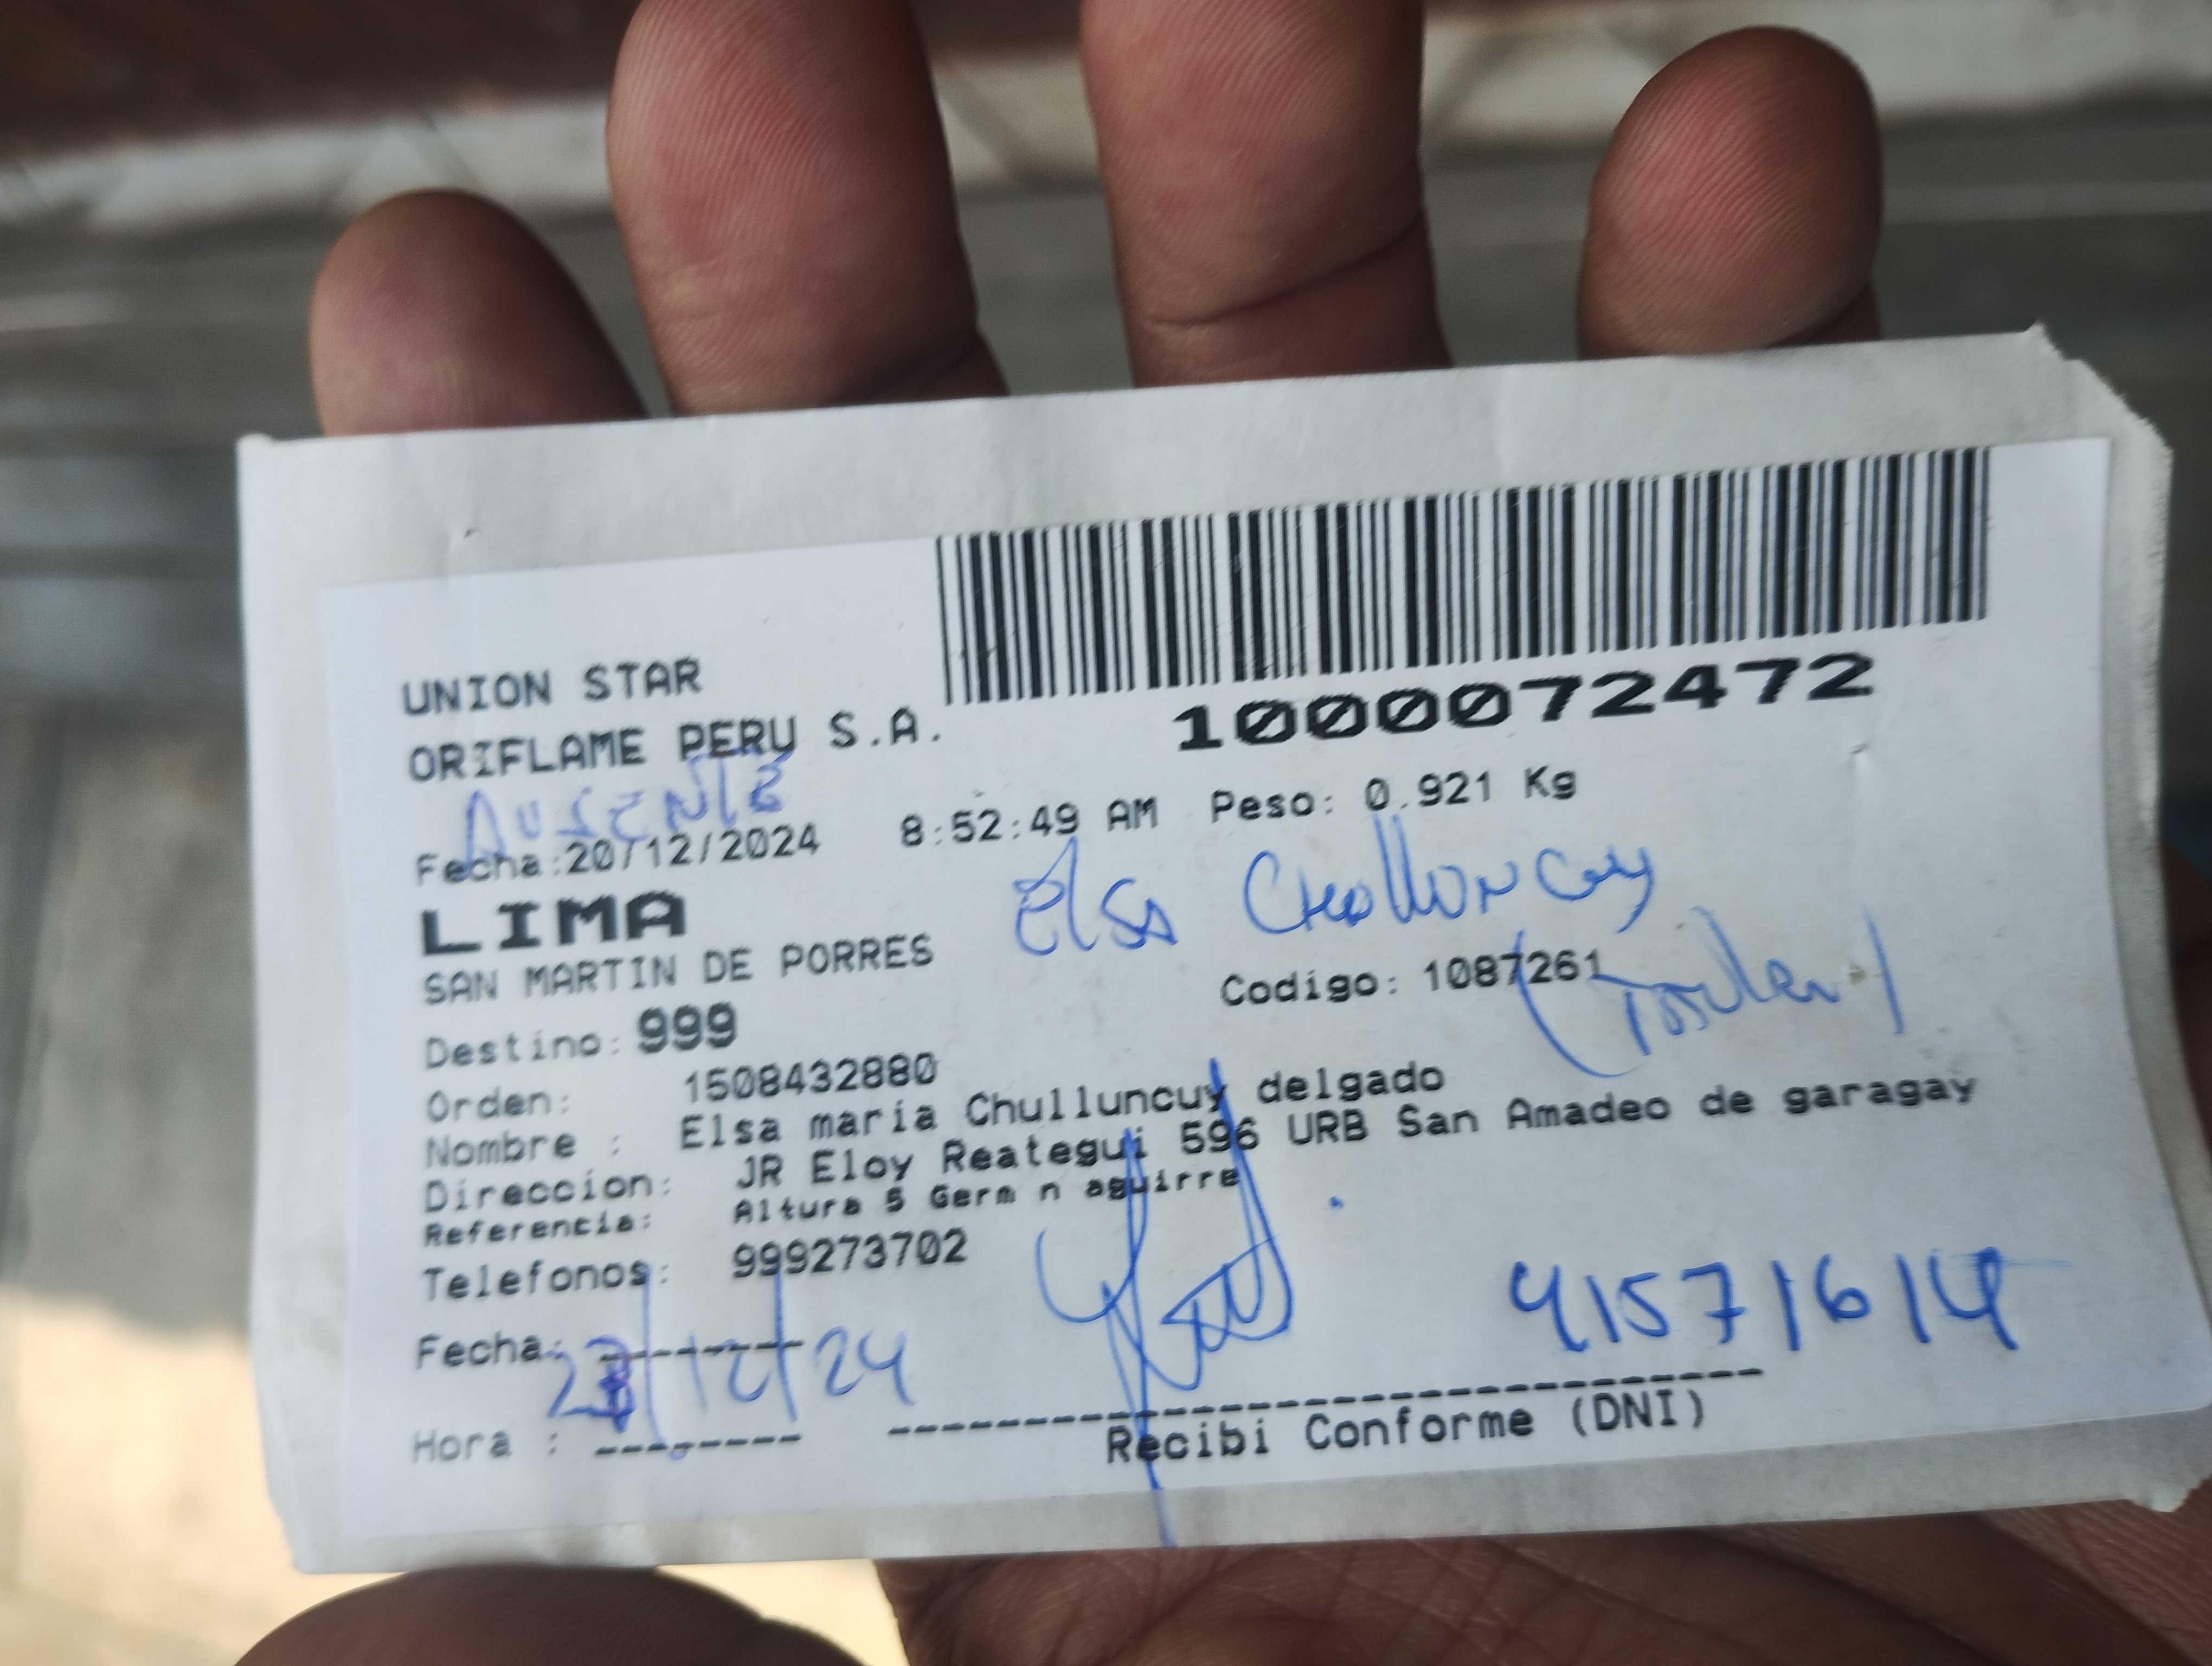 1000072472
UNION STAR
ORIFLAME PERU S.A.
AUSENTE
Fecha:20/12/2024 8:52:49 AM Peso: 0.921 Kg
LIMA
Elsa Chulluncuy
SAN MARTIN DE PORRES
Codigo: 1087261
(Titular)
Destino: 999
Orden: 1508432880
Nombre : Elsa maria Chulluncuy delgado
Direccion: JR Eloy Reategui 596 URB San Amadeo de garagay
Referencia: Altura 5 Germ n aguirre
Telefonos: 999273702
41571614
Fecha: /12/24
Hora :
Recibi Conforme (DNI)